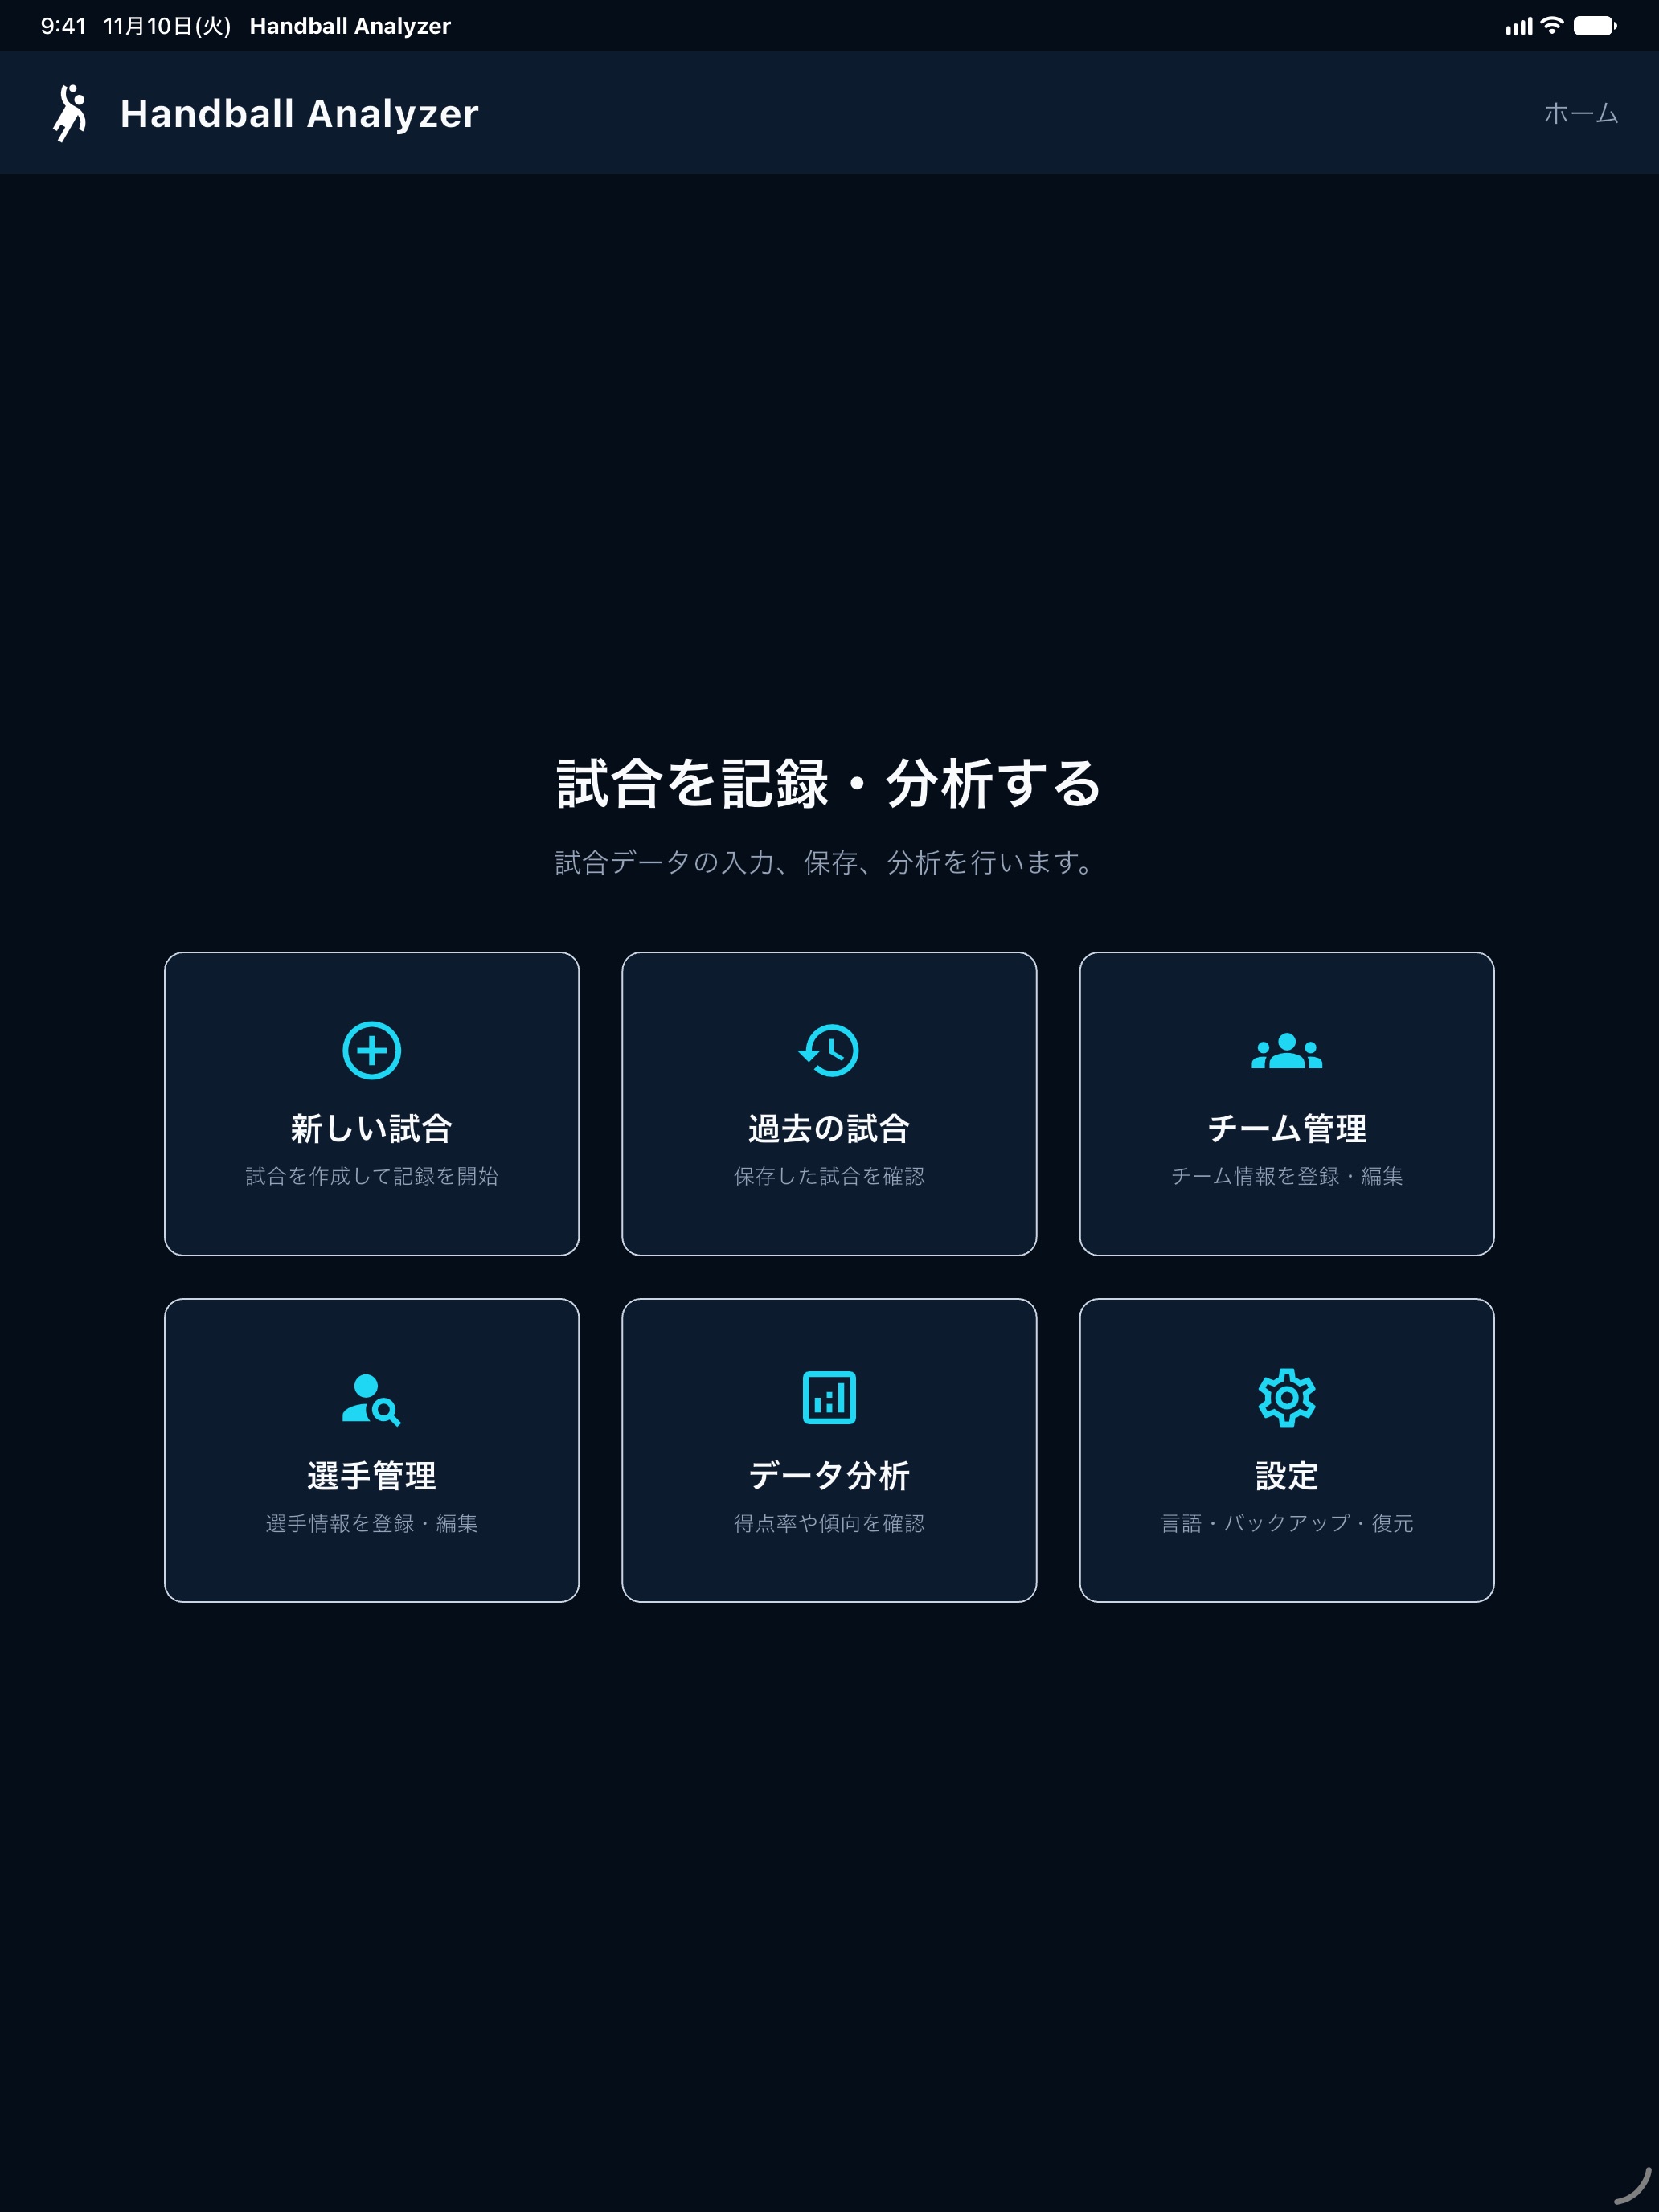 9:41 11月10日(火) Handball Analyzer
Handball Analyzer
ホーム
試合を記録・分析する
試合データの入力、保存、分析を行います。
新しい試合
試合を作成して記録を開始
過去の試合
保存した試合を確認
チーム管理
チーム情報を登録・編集
選手管理
選手情報を登録・編集
データ分析
得点率や傾向を確認
設定
言語・バックアップ・復元